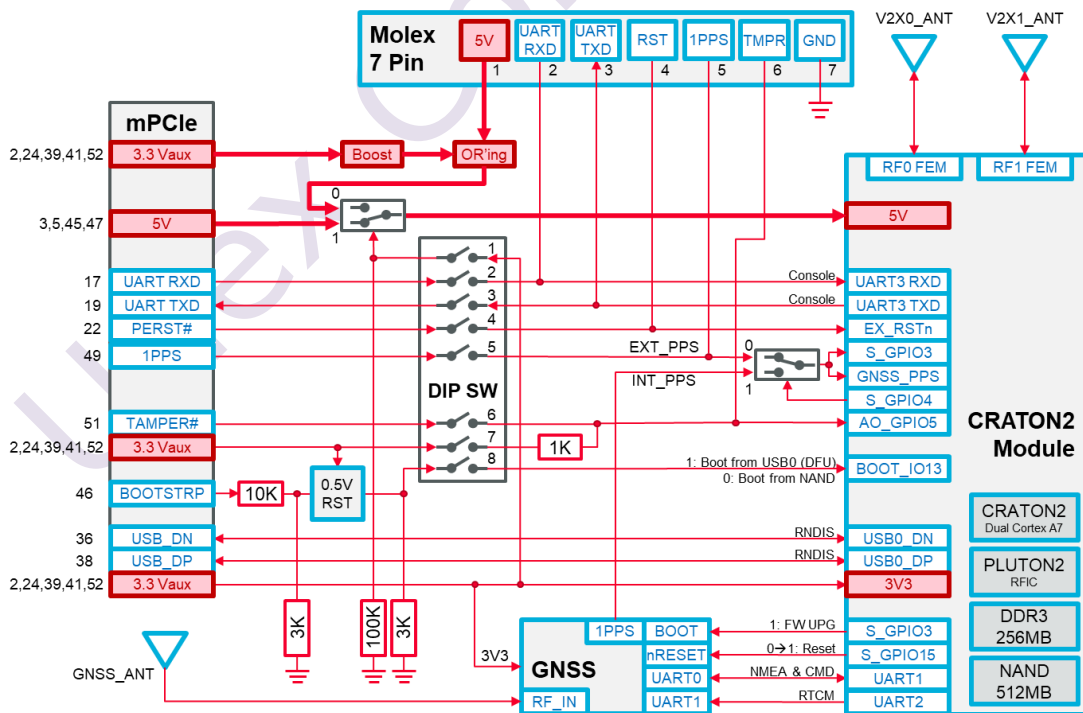 Molex
7 Pin
5V
UART
RXD
UART
TXD
RST
1PPS
TMPR
GND
1
2
3
4
5
6
7
V2X0_ANT
V2X1_ANT
mPCIe
2,24,39,41,52
3.3 Vaux
Boost
OR'ing
RF0 FEM
RF1 FEM
3,5,45,47
5V
0
1
5V
17
UART RXD
19
UART TXD
22
PERST#
49
1PPS
51
TAMPER#
2,24,39,41,52
3.3 Vaux
46
BOOTSTRP
10K
0.5V
RST
36
USB_DN
38
USB_DP
2,24,39,41,52
3.3 Vaux
1
2
3
4
5
DIP SW
6
7
8
1K
3K
100K
3K
Console
UART3 RXD
Console
UART3 TXD
EX_RSTn
EXT_PPS
INT_PPS
0
1
S_GPIO3
GNSS_PPS
S_GPIO4
AO_GPIO5
1: Boot from USB0 (DFU)
0: Boot from NAND
BOOT_IO13
RNDIS
USB0_DN
RNDIS
USB0_DP
3V3
CRATON2
Module
CRATON2
Dual Cortex A7
PLUTON2
RFIC
DDR3
256MB
NAND
512MB
GNSS_ANT
3V3
GNSS
1PPS
BOOT
nRESET
UART0
RF_IN
UART1
1: FW UPG
S_GPIO3
0→1: Reset
S_GPIO15
NMEA & CMD
UART1
RTCM
UART2